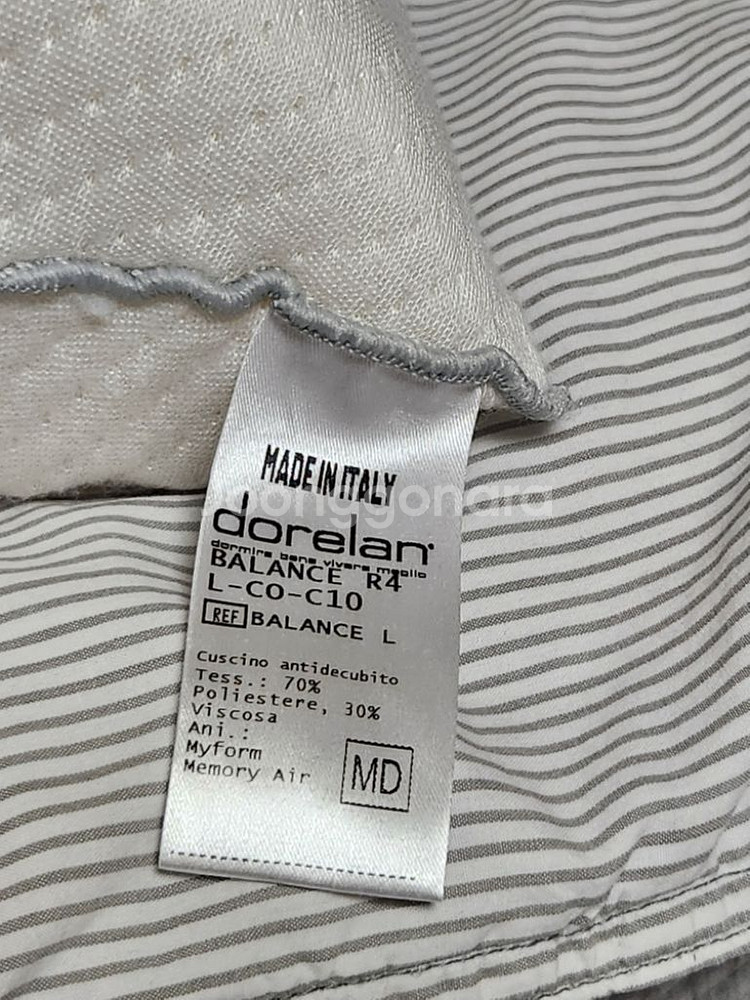 MADE IN ITALY
dorelan
dormire bene vivere meglio
BALANCE R4
L-CO-C10
REF BALANCE L
Cuscino antidecubito
Tess.: 70%
Poliestere, 30%
Viscosa
Ani.:
Myform
Memory Air
MD
joonggonara